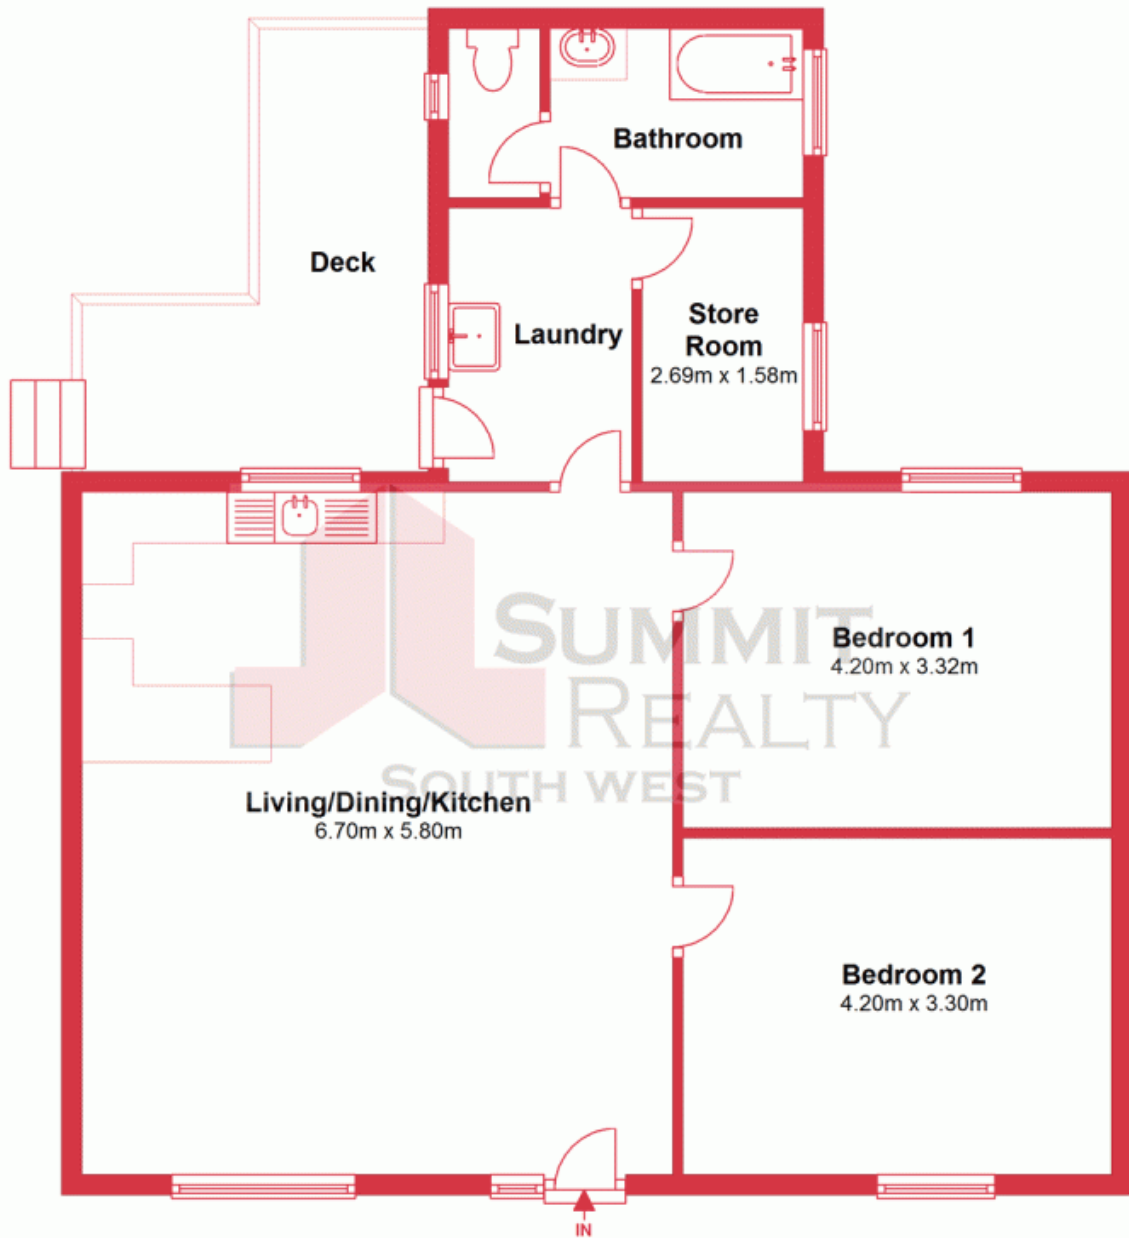 Bathroom
Deck
Laundry
Store
Room
2.69m x 1.58m
SUMMIT
REALTY
SOUTH WEST
Bedroom 1
4.20m x 3.32m
Living/Dining/Kitchen
6.70m x 5.80m
Bedroom 2
4.20m x 3.30m
IN